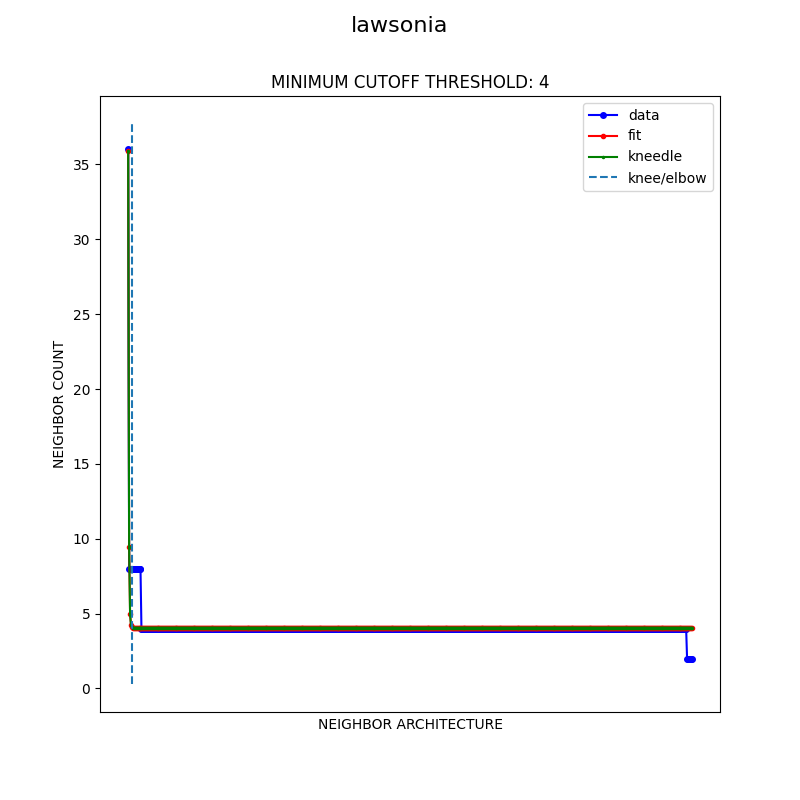 lawsonia
MINIMUM CUTOFF THRESHOLD: 4
data
fit
kneedle
knee/elbow
35
30
25
20
15
10
5
0
NEIGHBOR COUNT
NEIGHBOR ARCHITECTURE